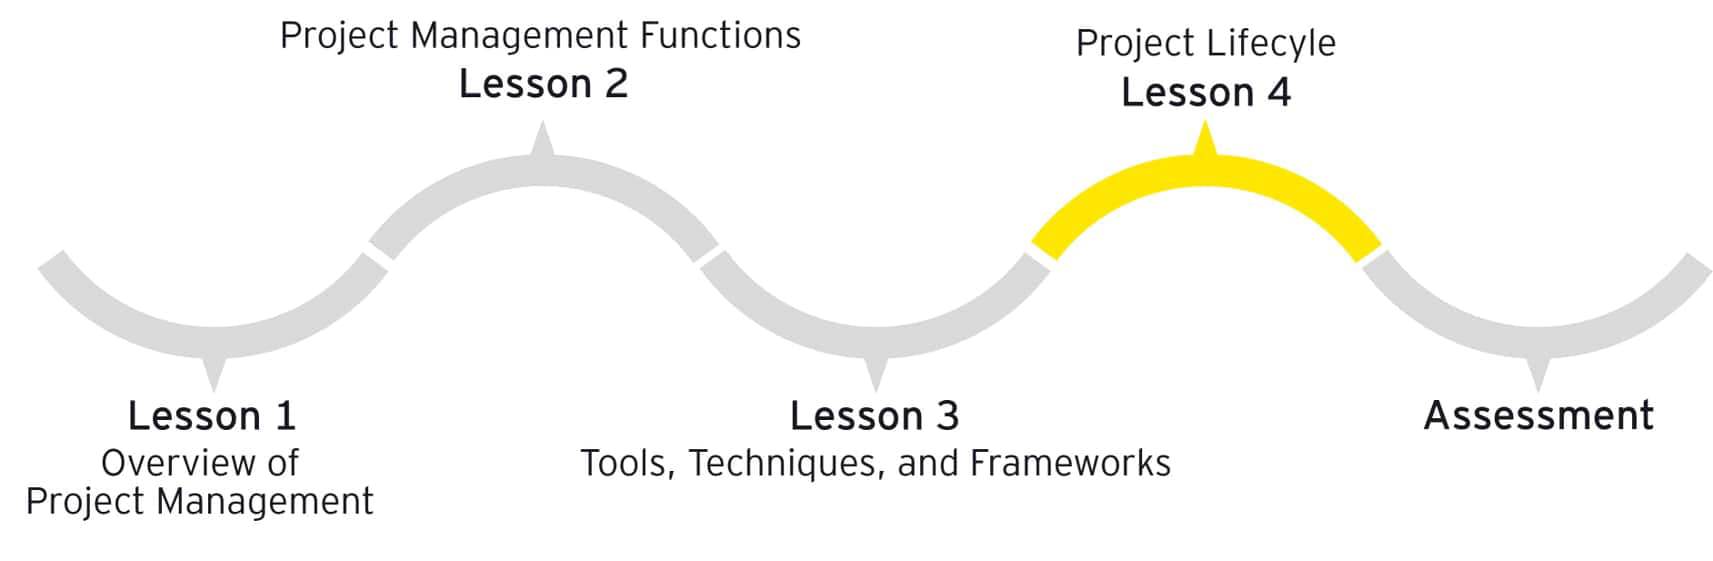 Project Management Functions
Lesson 2
Project Lifecyle
Lesson 4
Lesson 1
Overview of
Project Management
Lesson 3
Tools, Techniques, and Frameworks
Assessment